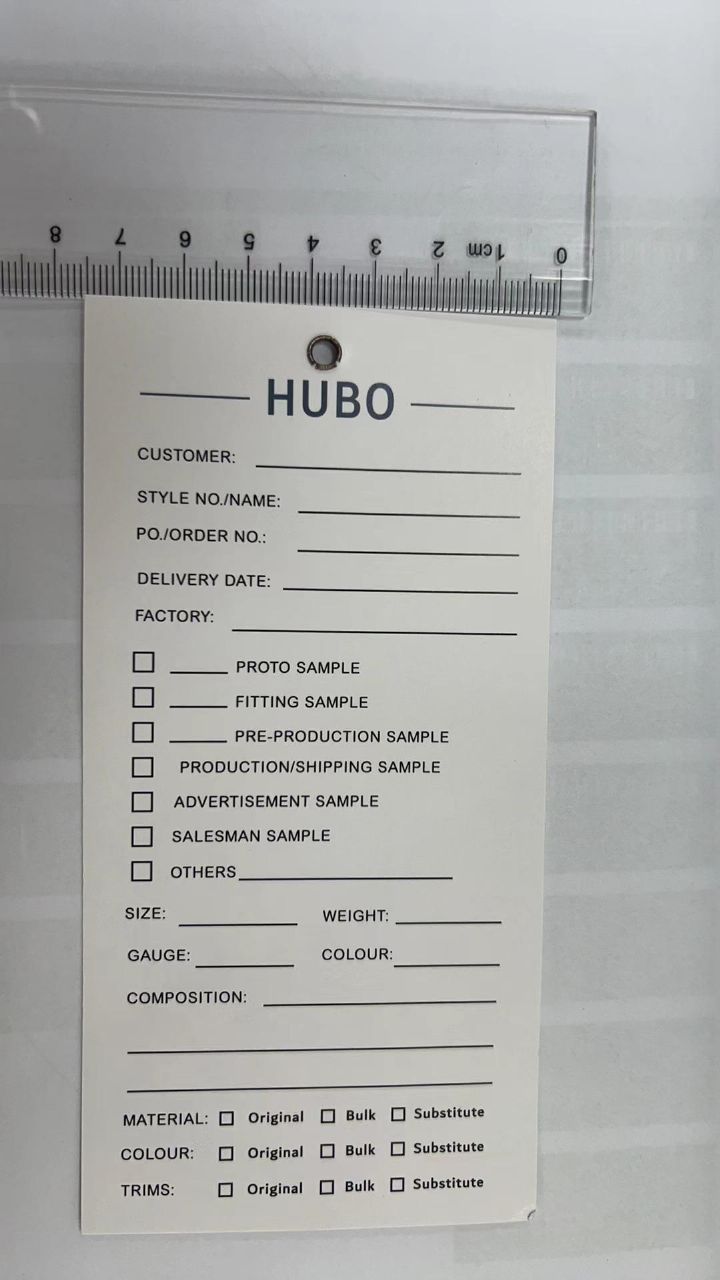 8 7 6 5 4 3 2 1cm 0
HUBO
CUSTOMER:
STYLE NO./NAME:
PO./ORDER NO.:
DELIVERY DATE:
FACTORY:
PROTO SAMPLE
FITTING SAMPLE
PRE-PRODUCTION SAMPLE
PRODUCTION/SHIPPING SAMPLE
ADVERTISEMENT SAMPLE
SALESMAN SAMPLE
OTHERS
SIZE: WEIGHT:
GAUGE: COLOUR:
COMPOSITION:
MATERIAL: Original Bulk Substitute
COLOUR: Original Bulk Substitute
TRIMS: Original Bulk Substitute